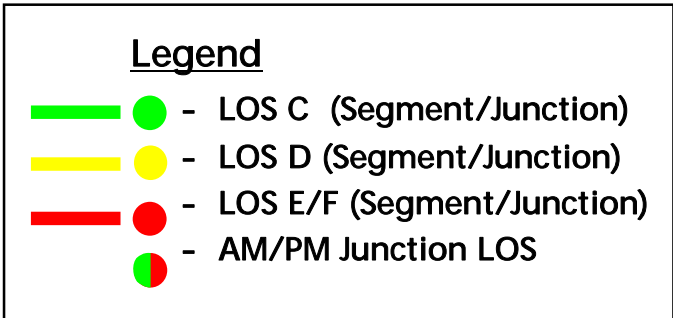 Legend
- LOS C (Segment/Junction)
- LOS D (Segment/Junction)
- LOS E/F (Segment/Junction)
- AM/PM Junction LOS